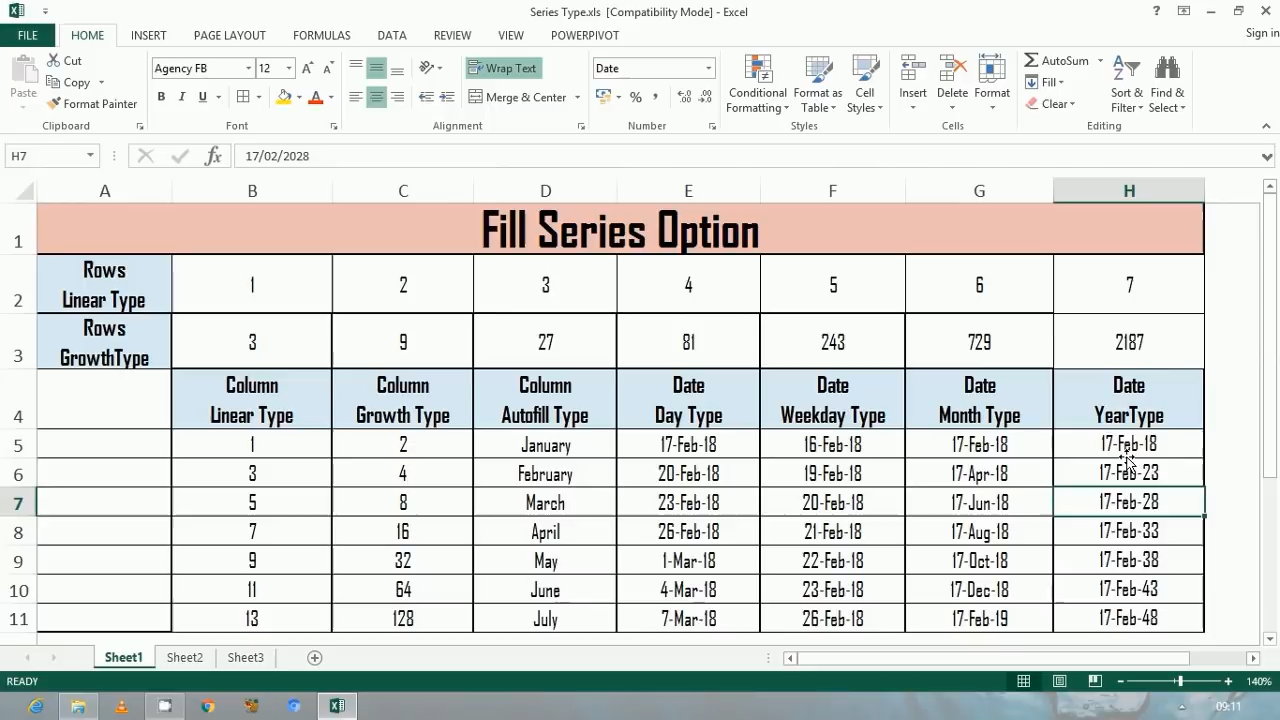 Series Type.xls [Compatibility Mode] - Excel
?
FILE HOME INSERT PAGE LAYOUT FORMULAS DATA REVIEW VIEW POWERPIVOT Sign in
Paste
Cut
Copy
Format Painter
Clipboard
Agency FB 12 A A
B I U A
Font
Wrap Text
Merge & Center
Alignment
Date
% ,
Number
Conditional Formatting
Format as Table
Cell Styles
Styles
Insert Delete Format
Cells
AutoSum
Fill
Clear
Sort & Filter
Find & Select
Editing
H7 fx 17/02/2028
A B C D E F G H
1 Fill Series Option
2 Rows Linear Type 1 2 3 4 5 6 7
3 Rows GrowthType 3 9 27 81 243 729 2187
4 Column Linear Type Column Growth Type Column Autofill Type Date Day Type Date Weekday Type Date Month Type Date YearType
5 1 2 January 17-Feb-18 16-Feb-18 17-Feb-18 17-Feb-18
6 3 4 February 20-Feb-18 19-Feb-18 17-Apr-18 17-Feb-23
7 5 8 March 23-Feb-18 20-Feb-18 17-Jun-18 17-Feb-28
8 7 16 April 26-Feb-18 21-Feb-18 17-Aug-18 17-Feb-33
9 9 32 May 1-Mar-18 22-Feb-18 17-Oct-18 17-Feb-38
10 11 64 June 4-Mar-18 23-Feb-18 17-Dec-18 17-Feb-43
11 13 128 July 7-Mar-18 26-Feb-18 17-Feb-19 17-Feb-48
Sheet1 Sheet2 Sheet3
READY 140%
09:11